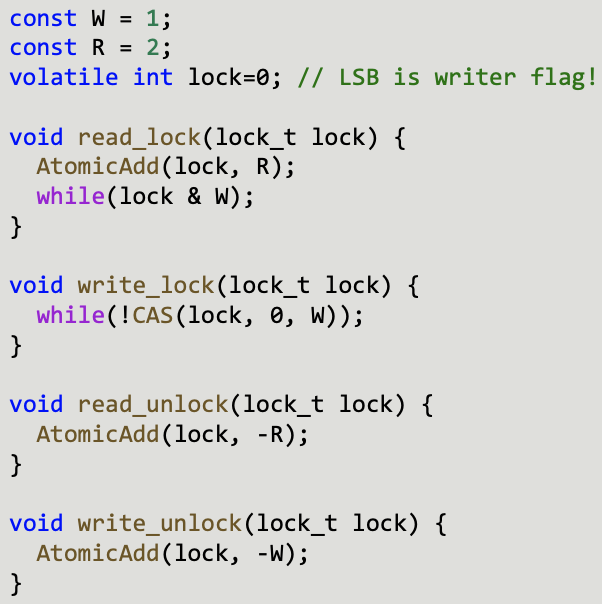 const W = 1;
const R = 2;
volatile int lock=0; // LSB is writer flag!
void read_lock(lock_t lock) {
  AtomicAdd(lock, R);
  while(lock & W);
}
void write_lock(lock_t lock) {
  while(!CAS(lock, 0, W));
}
void read_unlock(lock_t lock) {
  AtomicAdd(lock, -R);
}
void write_unlock(lock_t lock) {
  AtomicAdd(lock, -W);
}